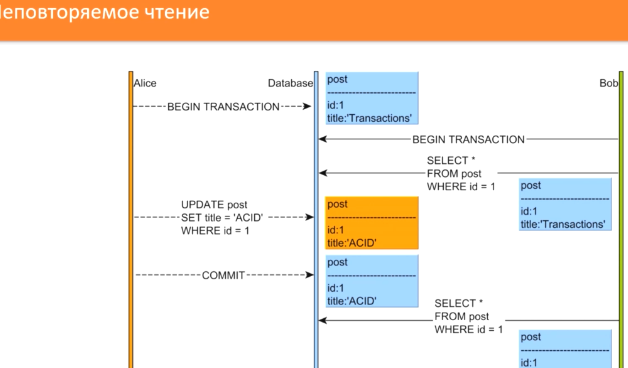 Неповторяемое чтение
Alice
Database
Bob
post
-------------------------
id:1
title:'Transactions'
BEGIN TRANSACTION
BEGIN TRANSACTION
SELECT *
FROM post
WHERE id = 1
post
-------------------------
id:1
title:'Transactions'
UPDATE post
SET title = 'ACID'
WHERE id = 1
post
-------------------------
id:1
title:'ACID'
COMMIT
post
-------------------------
id:1
title:'ACID'
SELECT *
FROM post
WHERE id = 1
post
-------------------------
id:1